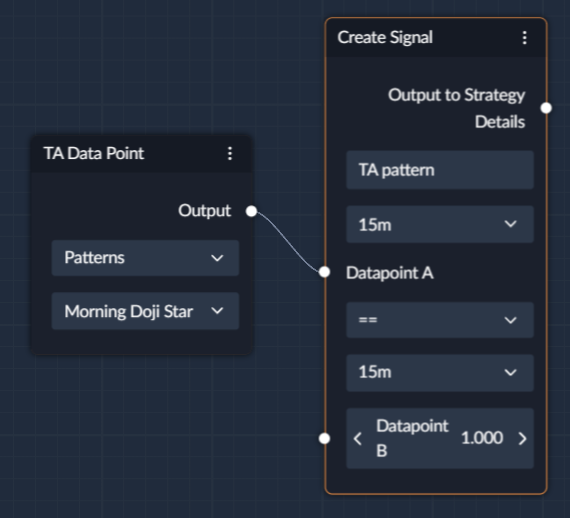 TA Data Point
Output
Patterns
Morning Doji Star
Create Signal
Output to Strategy
Details
TA pattern
15m
Datapoint A
==
15m
Datapoint
B
1.000